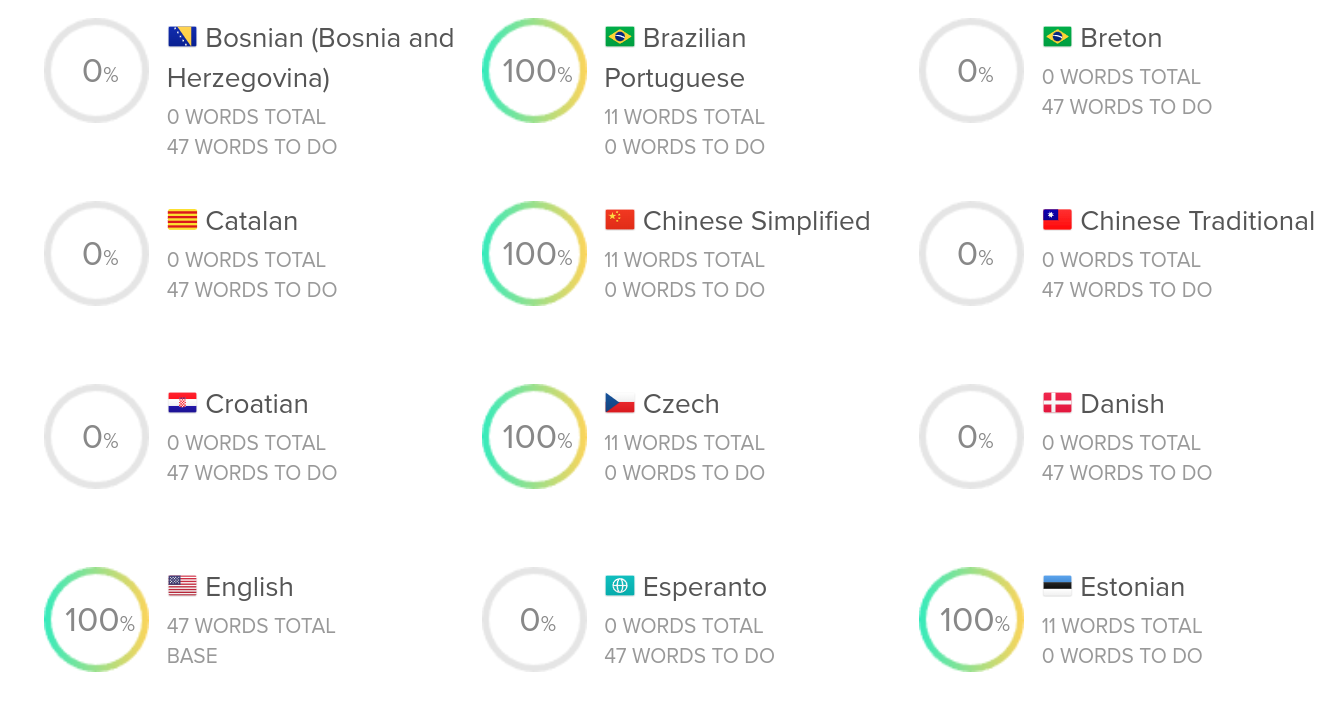 0%
Bosnian (Bosnia and
Herzegovina)
0 WORDS TOTAL
47 WORDS TO DO
100%
Brazilian
Portuguese
11 WORDS TOTAL
0 WORDS TO DO
0%
Breton
0 WORDS TOTAL
47 WORDS TO DO
0%
Catalan
0 WORDS TOTAL
47 WORDS TO DO
100%
Chinese Simplified
11 WORDS TOTAL
0 WORDS TO DO
0%
Chinese Traditional
0 WORDS TOTAL
47 WORDS TO DO
0%
Croatian
0 WORDS TOTAL
47 WORDS TO DO
100%
Czech
11 WORDS TOTAL
0 WORDS TO DO
0%
Danish
0 WORDS TOTAL
47 WORDS TO DO
100%
English
47 WORDS TOTAL
BASE
0%
Esperanto
0 WORDS TOTAL
47 WORDS TO DO
100%
Estonian
11 WORDS TOTAL
0 WORDS TO DO